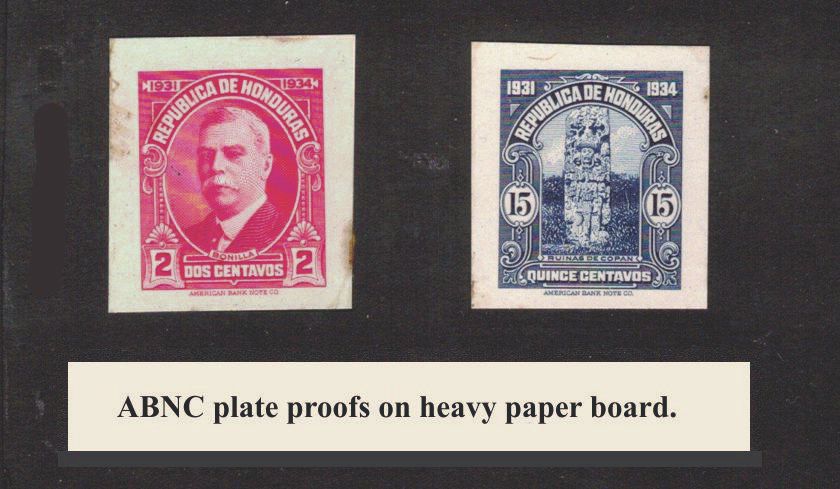 1931 1934
REPUBLICA DE HONDURAS
BONILLA
2 DOS CENTAVOS 2
AMERICAN BANK NOTE CO.
1931 1934
REPUBLICA DE HONDURAS
15 15
RUINAS DE COPAN
QUINCE CENTAVOS
AMERICAN BANK NOTE CO.
ABNC plate proofs on heavy paper board.